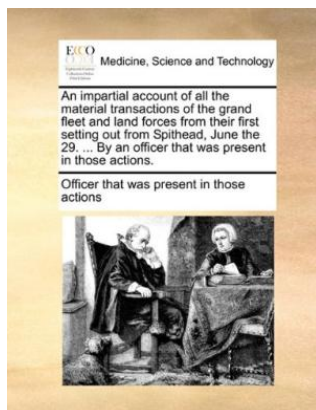 ECCO
Medicine, Science and Technology
An impartial account of all the
material transactions of the grand
fleet and land forces from their first
setting out from Spithead, June the
29. ... By an officer that was present
in those actions.
Officer that was present in those
actions